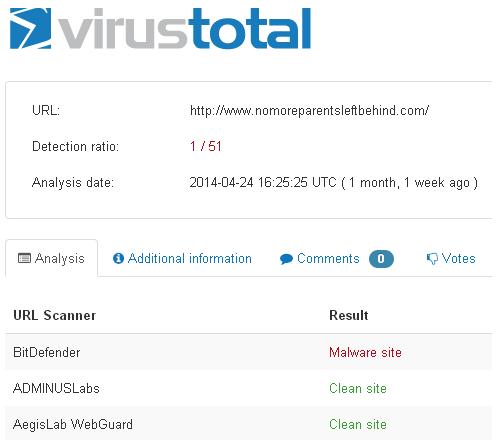 virustotal
URL: http://www.nomoreparentsleftbehind.com/
Detection ratio: 1 / 51
Analysis date: 2014-04-24 16:25:25 UTC ( 1 month, 1 week ago )
Analysis Additional information Comments 0 Votes
URL Scanner Result
BitDefender Malware site
ADMINUSLabs Clean site
AegisLab WebGuard Clean site